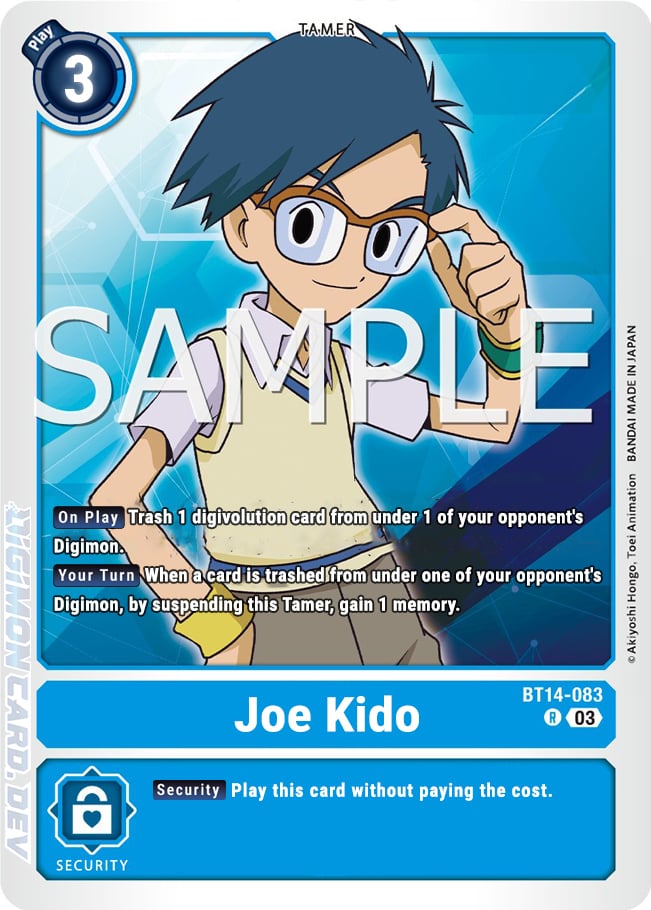 TAMER
Play
3
SAMPLE
On Play Trash 1 digivolution card from under 1 of your opponent's
Digimon.
Your Turn When a card is trashed from under one of your opponent's
Digimon, by suspending this Tamer, gain 1 memory.
© Akiyoshi Hongo, Toei Animation BANDAI MADE IN JAPAN
DIGIMONCARD.DEV
Joe Kido
BT14-083
R 03
Security Play this card without paying the cost.
SECURITY